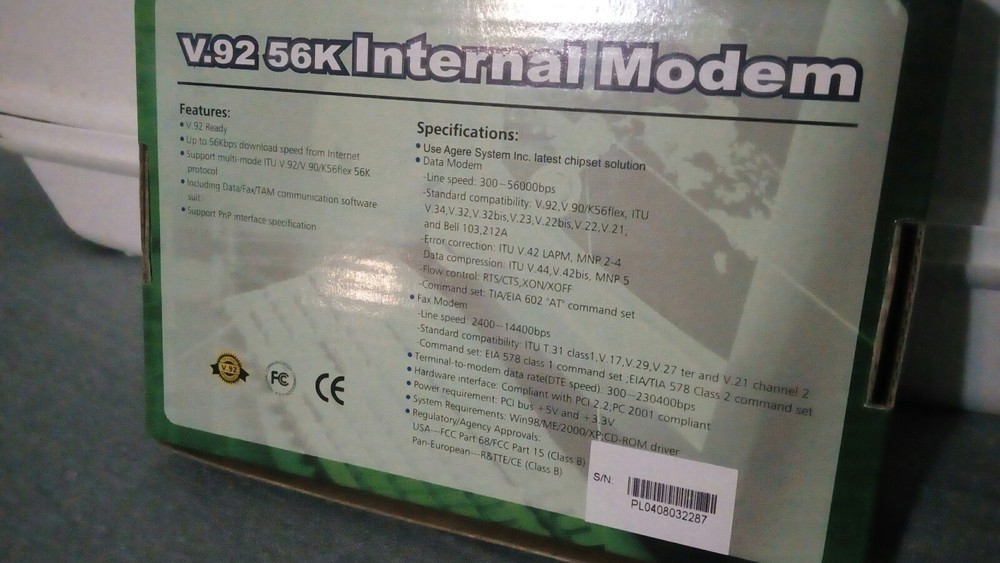 V.92 56K Internal Modem
Features:
• V.92 Ready
• Up to 56Kbps download speed from Internet
• Support multi-mode ITU V.92/V.90/K56flex 56K
protocol
• Including Data/Fax/TAM communication software
suit
• Support PnP interface specification
Specifications:
• Use Agere System Inc. latest chipset solution
• Data Modem
-Line speed: 300~56000bps
-Standard compatibility: V.92,V.90/K56flex, ITU
V.34,V.32,V.32bis,V.23,V.22bis,V.22,V.21,
and Bell 103,212A
-Error correction: ITU V.42 LAPM, MNP 2-4
Data compression: ITU V.44,V.42bis, MNP 5
-Flow control: RTS/CTS,XON/XOFF
-Command set: TIA/EIA 602 "AT" command set
• Fax Modem
-Line speed: 2400~14400bps
-Standard compatibility: ITU T.31 class1,V.17,V.29,V.27 ter and V.21 channel 2
-Command set: EIA 578 class 1 command set ;EIA/TIA 578 Class 2 command set
• Terminal-to-modem data rate(DTE speed): 300~230400bps
• Hardware interface: Compliant with PCI 2.2,PC 2001 compliant
• Power requirement: PCI bus +5V and +3.3V
• System Requirements: Win98/ME/2000/XP,CD-ROM driver
• Regulatory/Agency Approvals:
USA---FCC Part 68/FCC Part 15 (Class B)
Pan-European---R&TTE/CE (Class B)
V.92
FC
CE
S/N:
PL0408032287